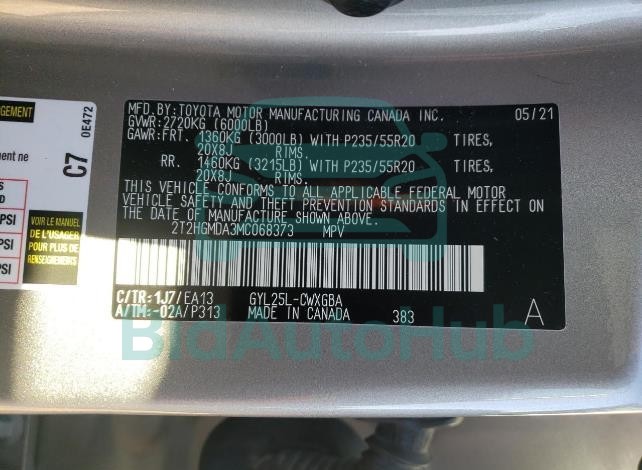 MFD. BY: TOYOTA MOTOR MANUFACTURING CANADA INC. 05/21
GVWR: 2720KG (6000LB)
GAWR: FRT. 1360KG (3000LB) WITH P235/55R20 TIRES,
20X8J RIMS.
RR. 1460KG (3215LB) WITH P235/55R20 TIRES,
20X8J RIMS.
THIS VEHICLE CONFORMS TO ALL APPLICABLE FEDERAL MOTOR
VEHICLE SAFETY AND THEFT PREVENTION STANDARDS IN EFFECT ON
THE DATE OF MANUFACTURE SHOWN ABOVE.
2T2HGMDA3MC068373 MPV
C/TR: 1J7/EA13 GYL25L-CWXGBA
A/TM: -02A/P313 MADE IN CANADA 383 A
GEMENT
ment ne
C7
0E472
PSI
PSI
PSI
VOIR LE MANUEL
DE L'USAGER
POUR PLUS DE
RENSEIGNEMENTS
BidAutoHub